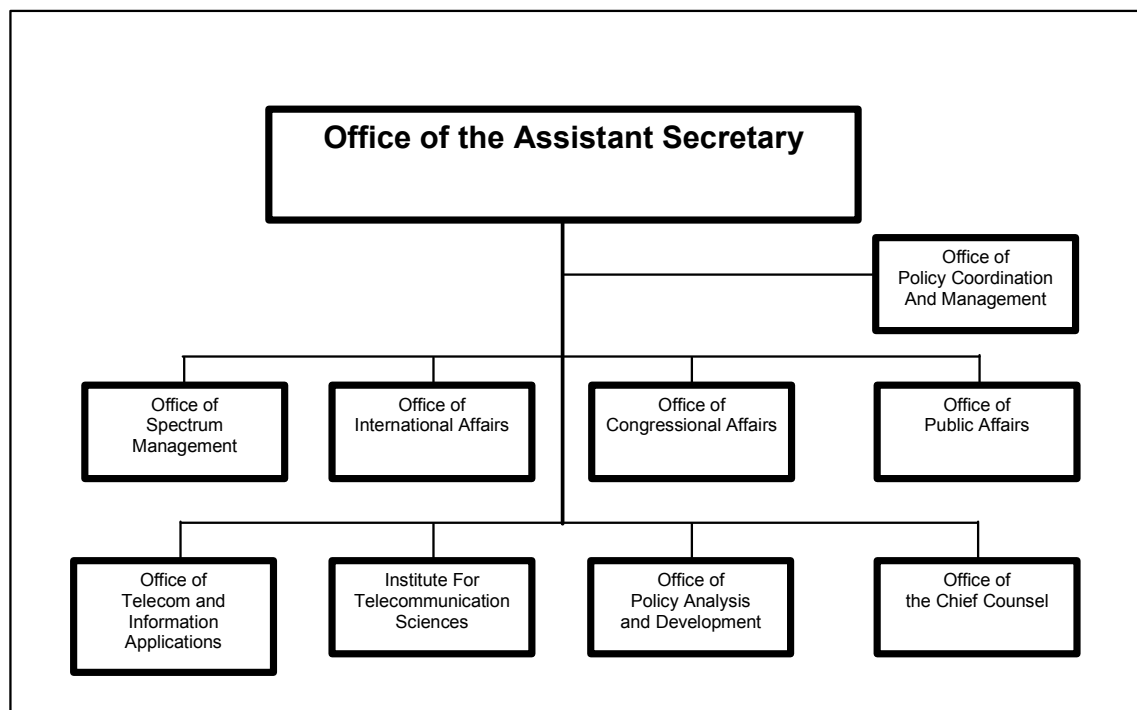 Office of the Assistant Secretary
Office of
Policy Coordination
And Management
Office of
Spectrum
Management
Office of
International Affairs
Office of
Congressional Affairs
Office of
Public Affairs
Office of
Telecom and
Information
Applications
Institute For
Telecommunication
Sciences
Office of
Policy Analysis
and Development
Office of
the Chief Counsel